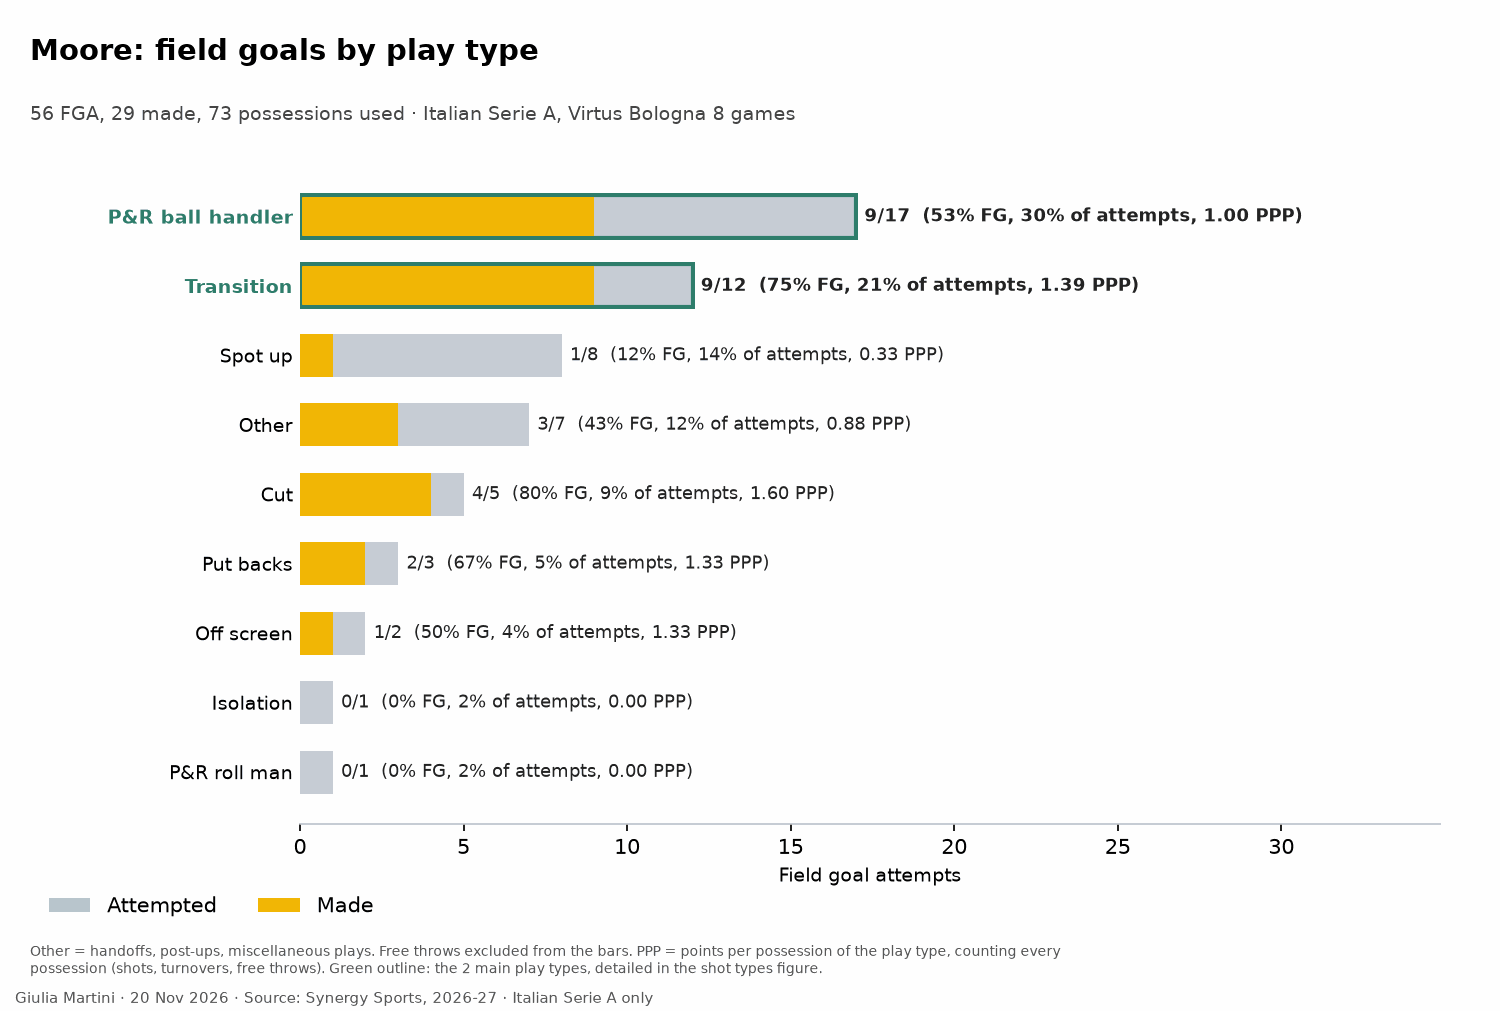 Moore: field goals by play type
56 FGA, 29 made, 73 possessions used · Italian Serie A, Virtus Bologna 8 games
P&R ball handler 9/17 (53% FG, 30% of attempts, 1.00 PPP)
Transition 9/12 (75% FG, 21% of attempts, 1.39 PPP)
Spot up 1/8 (12% FG, 14% of attempts, 0.33 PPP)
Other 3/7 (43% FG, 12% of attempts, 0.88 PPP)
Cut 4/5 (80% FG, 9% of attempts, 1.60 PPP)
Put backs 2/3 (67% FG, 5% of attempts, 1.33 PPP)
Off screen 1/2 (50% FG, 4% of attempts, 1.33 PPP)
Isolation 0/1 (0% FG, 2% of attempts, 0.00 PPP)
P&R roll man 0/1 (0% FG, 2% of attempts, 0.00 PPP)
0 5 10 15 20 25 30
Field goal attempts
Attempted Made
Other = handoffs, post-ups, miscellaneous plays. Free throws excluded from the bars. PPP = points per possession of the play type, counting every
possession (shots, turnovers, free throws). Green outline: the 2 main play types, detailed in the shot types figure.
Giulia Martini · 20 Nov 2026 · Source: Synergy Sports, 2026-27 · Italian Serie A only